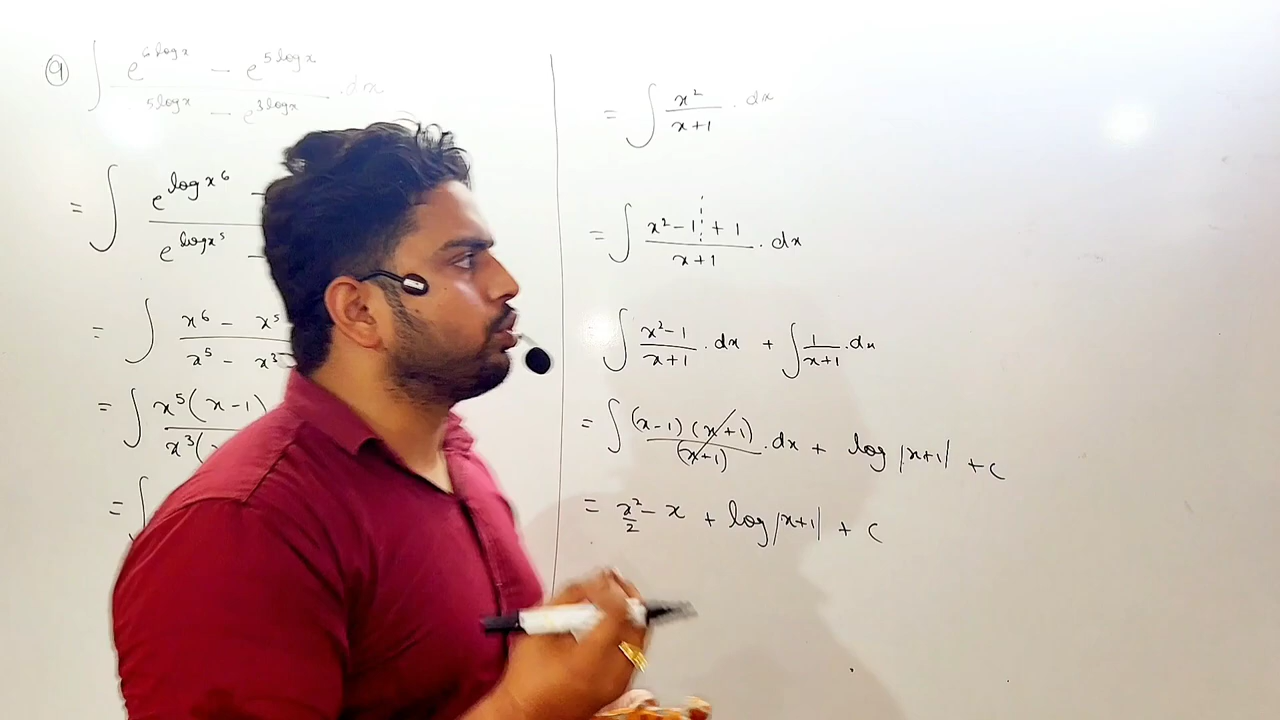 9 ∫ (e^{6 log x} − e^{5 log x}) / (^{5 log x} − e^{3 log x}) . dx
= ∫ (e^{log x^6} −) / (e^{log x^5} −)
= ∫ (x^6 − x^5) / (x^5 − x^3)
= ∫ x^5(x−1) / x^3(
= ∫
= ∫ x^2/(x+1) . dx
= ∫ (x^2 − 1 + 1)/(x+1) . dx
= ∫ (x^2−1)/(x+1) . dx + ∫ 1/(x+1) . dx
= ∫ (x−1)(x+1)/(x+1) . dx + log |x+1| + c
= x^2/2 − x + log|x+1| + c